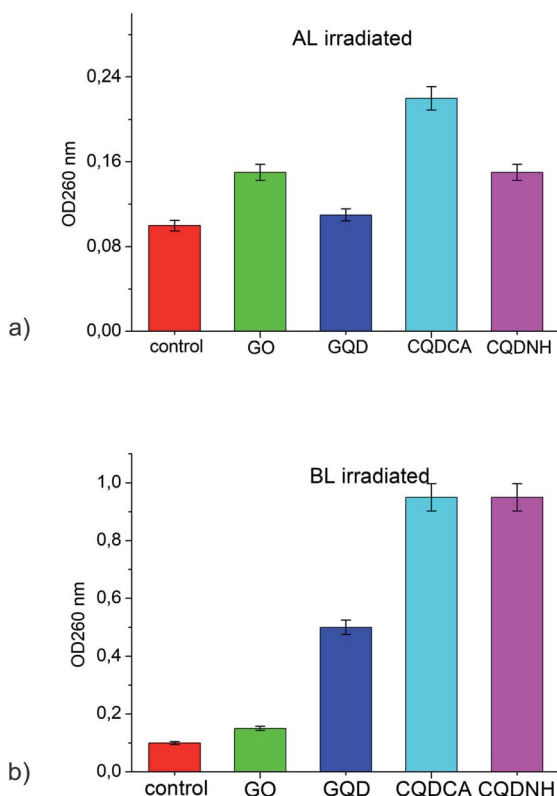 AL irradiated
0,24
0,16
0,08
0,00
OD260 nm
a)
control GO GQD CQDCA CQDNH
BL irradiated
1,0
0,8
0,6
0,4
0,2
0,0
OD260 nm
b)
control GO GQD CQDCA CQDNH